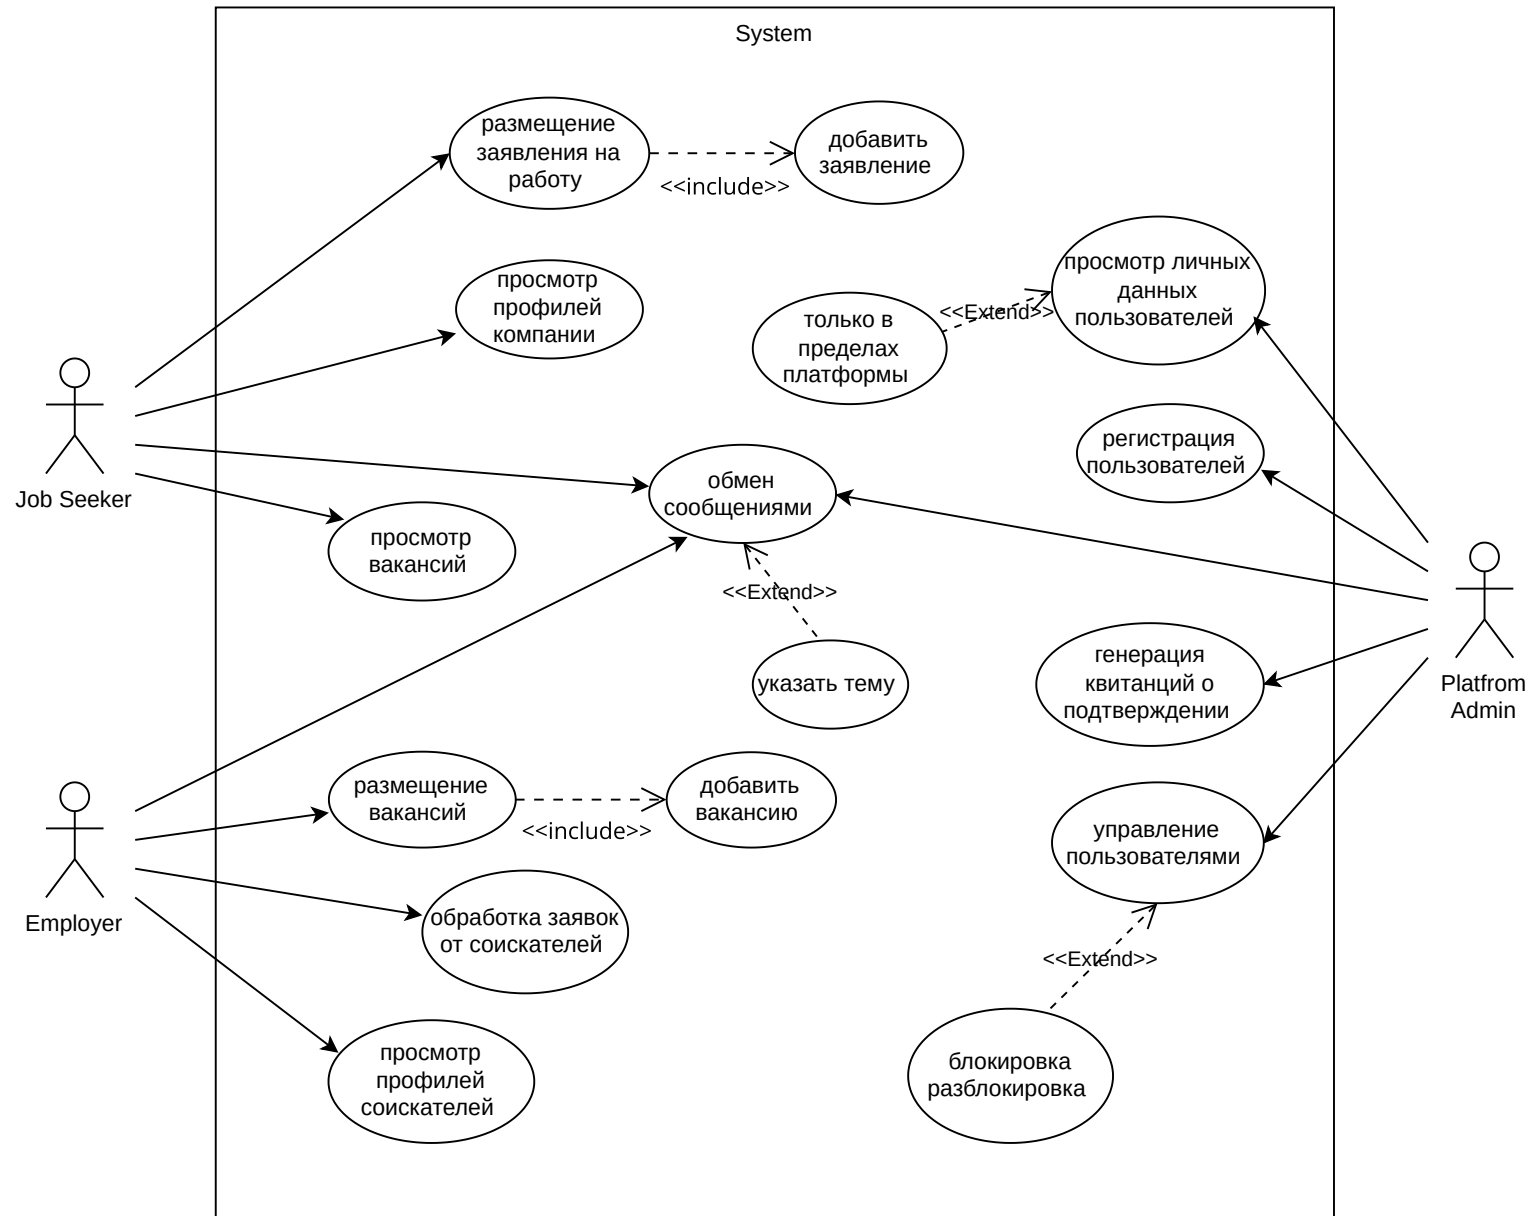 System
размещение
заявления на
работу
<<include>>
добавить
заявление
просмотр
профилей
компании
просмотр личных
данных
пользователей
<<Extend>>
только в
пределах
платформы
регистрация
пользователей
Job Seeker
обмен
сообщениями
просмотр
вакансий
<<Extend>>
указать тему
генерация
квитанций о
подтверждении
Platfrom
Admin
размещение
вакансий
<<include>>
добавить
вакансию
управление
пользователями
Employer
обработка заявок
от соискателей
<<Extend>>
просмотр
профилей
соискателей
блокировка
разблокировка